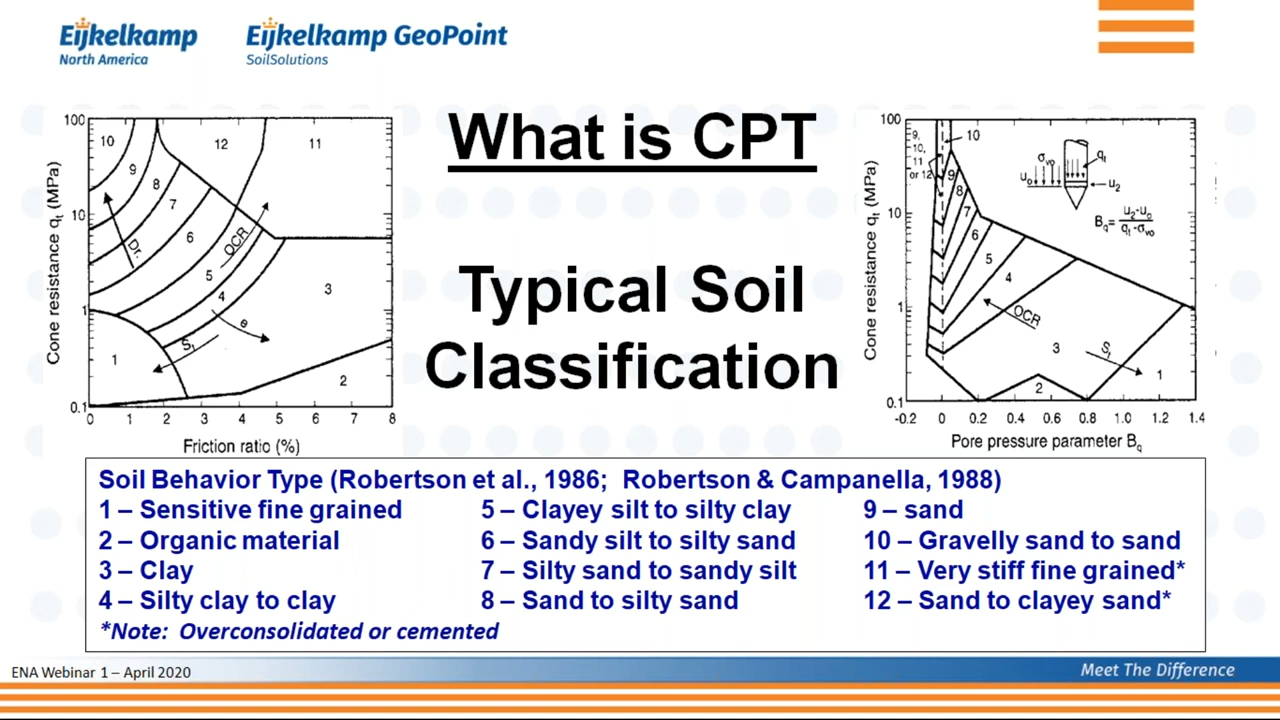 Eijkelkamp
North America
Eijkelkamp GeoPoint
SoilSolutions
What is CPT
Typical Soil
Classification
Cone resistance qt (MPa)
100
10
1
0.1
10
9
8
7
6
5
4
3
2
1
12
11
Dr.
OCR
e
St
0 1 2 3 4 5 6 7 8
Friction ratio (%)
Cone resistance qt (MPa)
100
10
1
0.1
9,
10,
11
or 12
10
9
8
7
6
5
4
3
2
1
OCR
St
σvo
qt
uo
u2
Bq= u2-uo
qt-σvo
-0.2 0 0.2 0.4 0.6 0.8 1.0 1.2 1.4
Pore pressure parameter Bq
Soil Behavior Type (Robertson et al., 1986; Robertson & Campanella, 1988)
1 – Sensitive fine grained
2 – Organic material
3 – Clay
4 – Silty clay to clay
5 – Clayey silt to silty clay
6 – Sandy silt to silty sand
7 – Silty sand to sandy silt
8 – Sand to silty sand
9 – sand
10 – Gravelly sand to sand
11 – Very stiff fine grained*
12 – Sand to clayey sand*
*Note: Overconsolidated or cemented
ENA Webinar 1 – April 2020
Meet The Difference